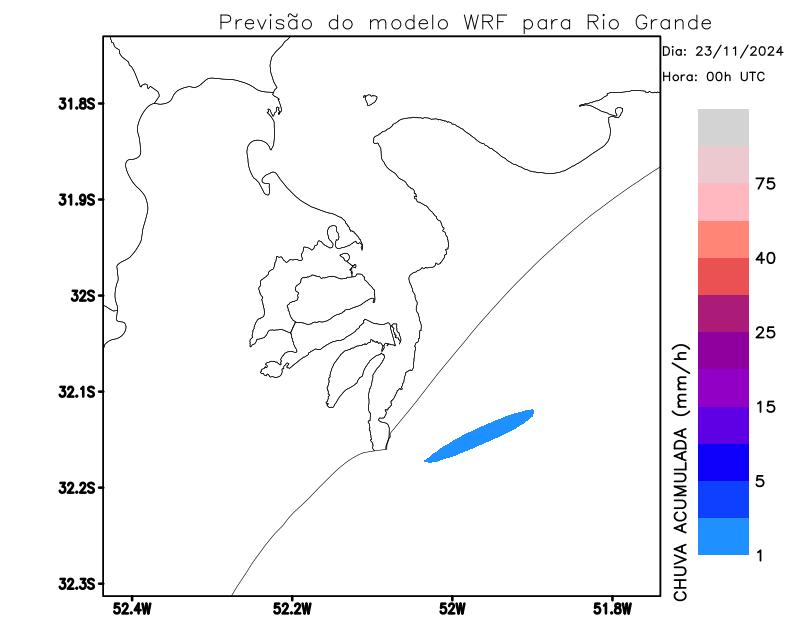 Previsão do modelo WRF para Rio Grande
Dia: 23/11/2024
Hora: 00h UTC
31.8S
31.9S
32S
32.1S
32.2S
32.3S
52.4W
52.2W
52W
51.8W
75
40
25
15
5
1
CHUVA ACUMULADA (mm/h)